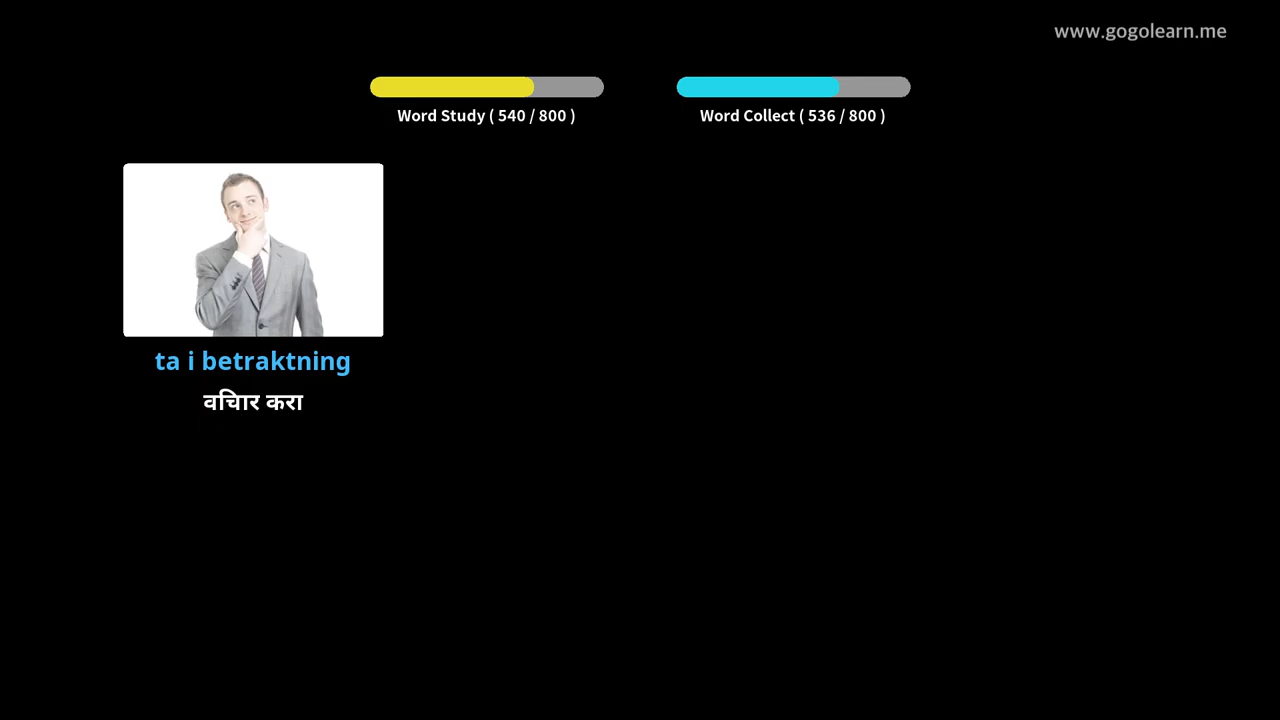 www.gogolearn.me
Word Study ( 540 / 800 )
Word Collect ( 536 / 800 )
ta i betraktning
विचार करा